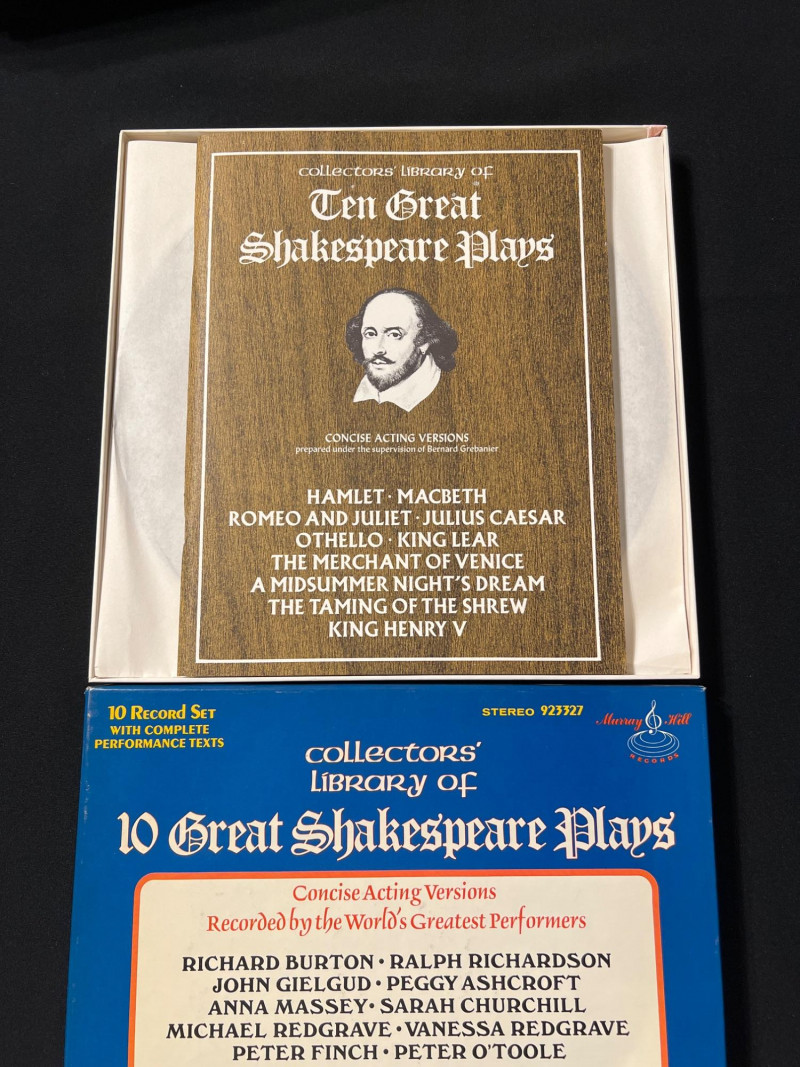 collectors' library of
Ten Great
Shakespeare Plays
CONCISE ACTING VERSIONS
prepared under the supervision of Bernard Grebanier
HAMLET · MACBETH
ROMEO AND JULIET · JULIUS CAESAR
OTHELLO · KING LEAR
THE MERCHANT OF VENICE
A MIDSUMMER NIGHT'S DREAM
THE TAMING OF THE SHREW
KING HENRY V
10 RECORD SET
WITH COMPLETE
PERFORMANCE TEXTS
STEREO 923327
Murray Hill
RECORDS
collectors'
library of
10 Great Shakespeare Plays
Concise Acting Versions
Recorded by the World's Greatest Performers
RICHARD BURTON • RALPH RICHARDSON
JOHN GIELGUD • PEGGY ASHCROFT
ANNA MASSEY • SARAH CHURCHILL
MICHAEL REDGRAVE • VANESSA REDGRAVE
PETER FINCH • PETER O'TOOLE